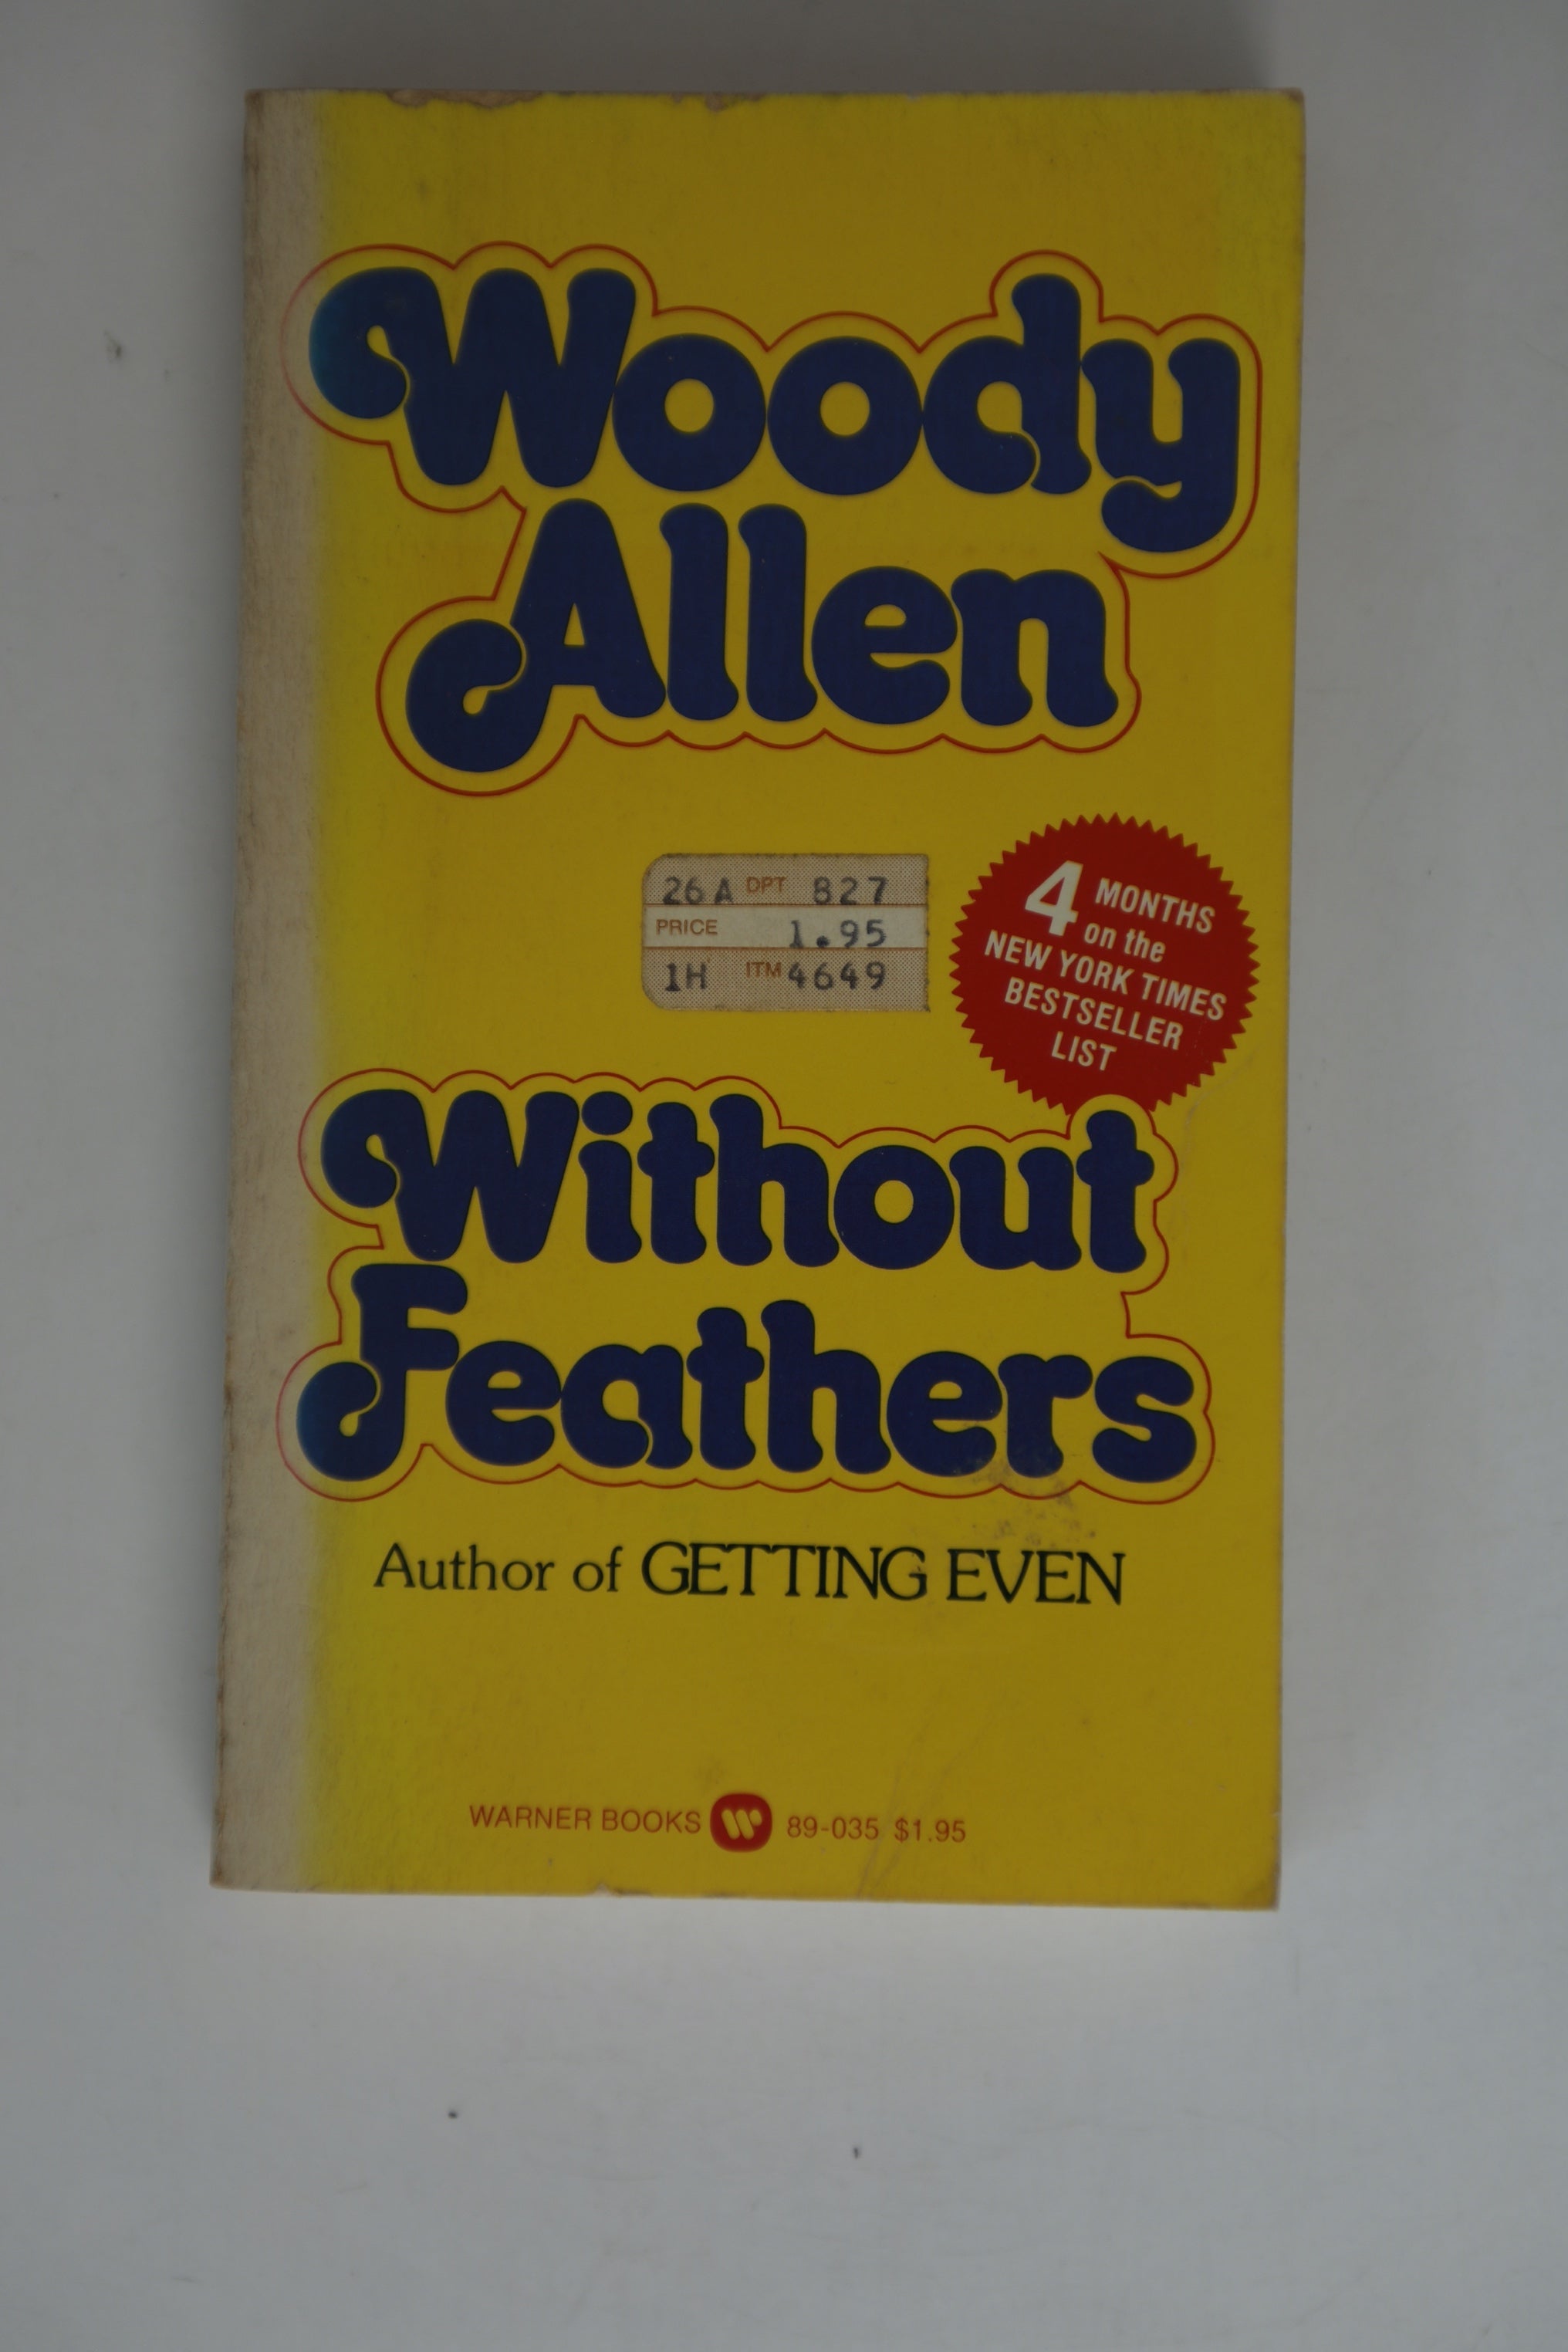 Woody
Allen
26 A DPT 827
PRICE 1.95
1H ITM 4649
4 MONTHS
on the
NEW YORK TIMES
BESTSELLER
LIST
Without
Feathers
Author of GETTING EVEN
WARNER BOOKS W 89-035 $1.95